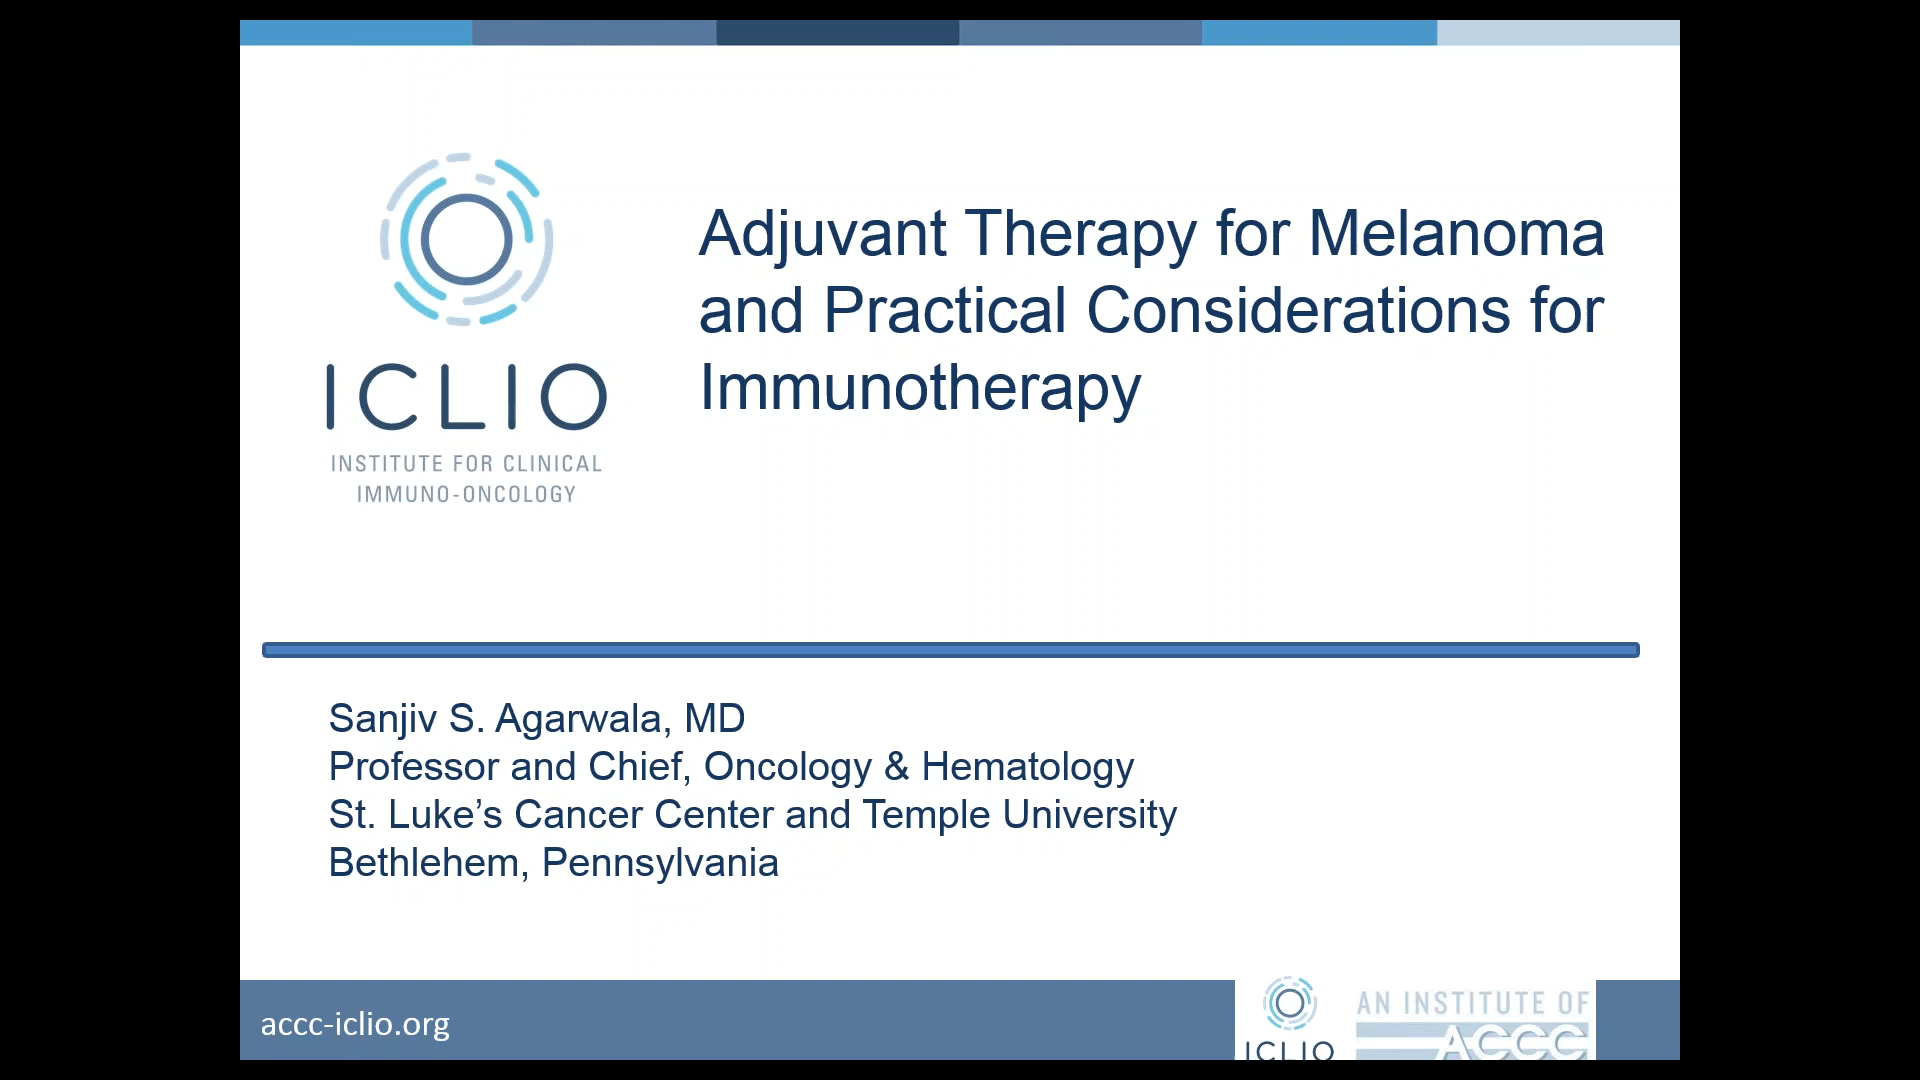 Adjuvant Therapy for Melanoma
and Practical Considerations for
Immunotherapy
ICLIO
INSTITUTE FOR CLINICAL
IMMUNO-ONCOLOGY
Sanjiv S. Agarwala, MD
Professor and Chief, Oncology & Hematology
St. Luke’s Cancer Center and Temple University
Bethlehem, Pennsylvania
accc-iclio.org
ICLIO
AN INSTITUTE OF
ACCC